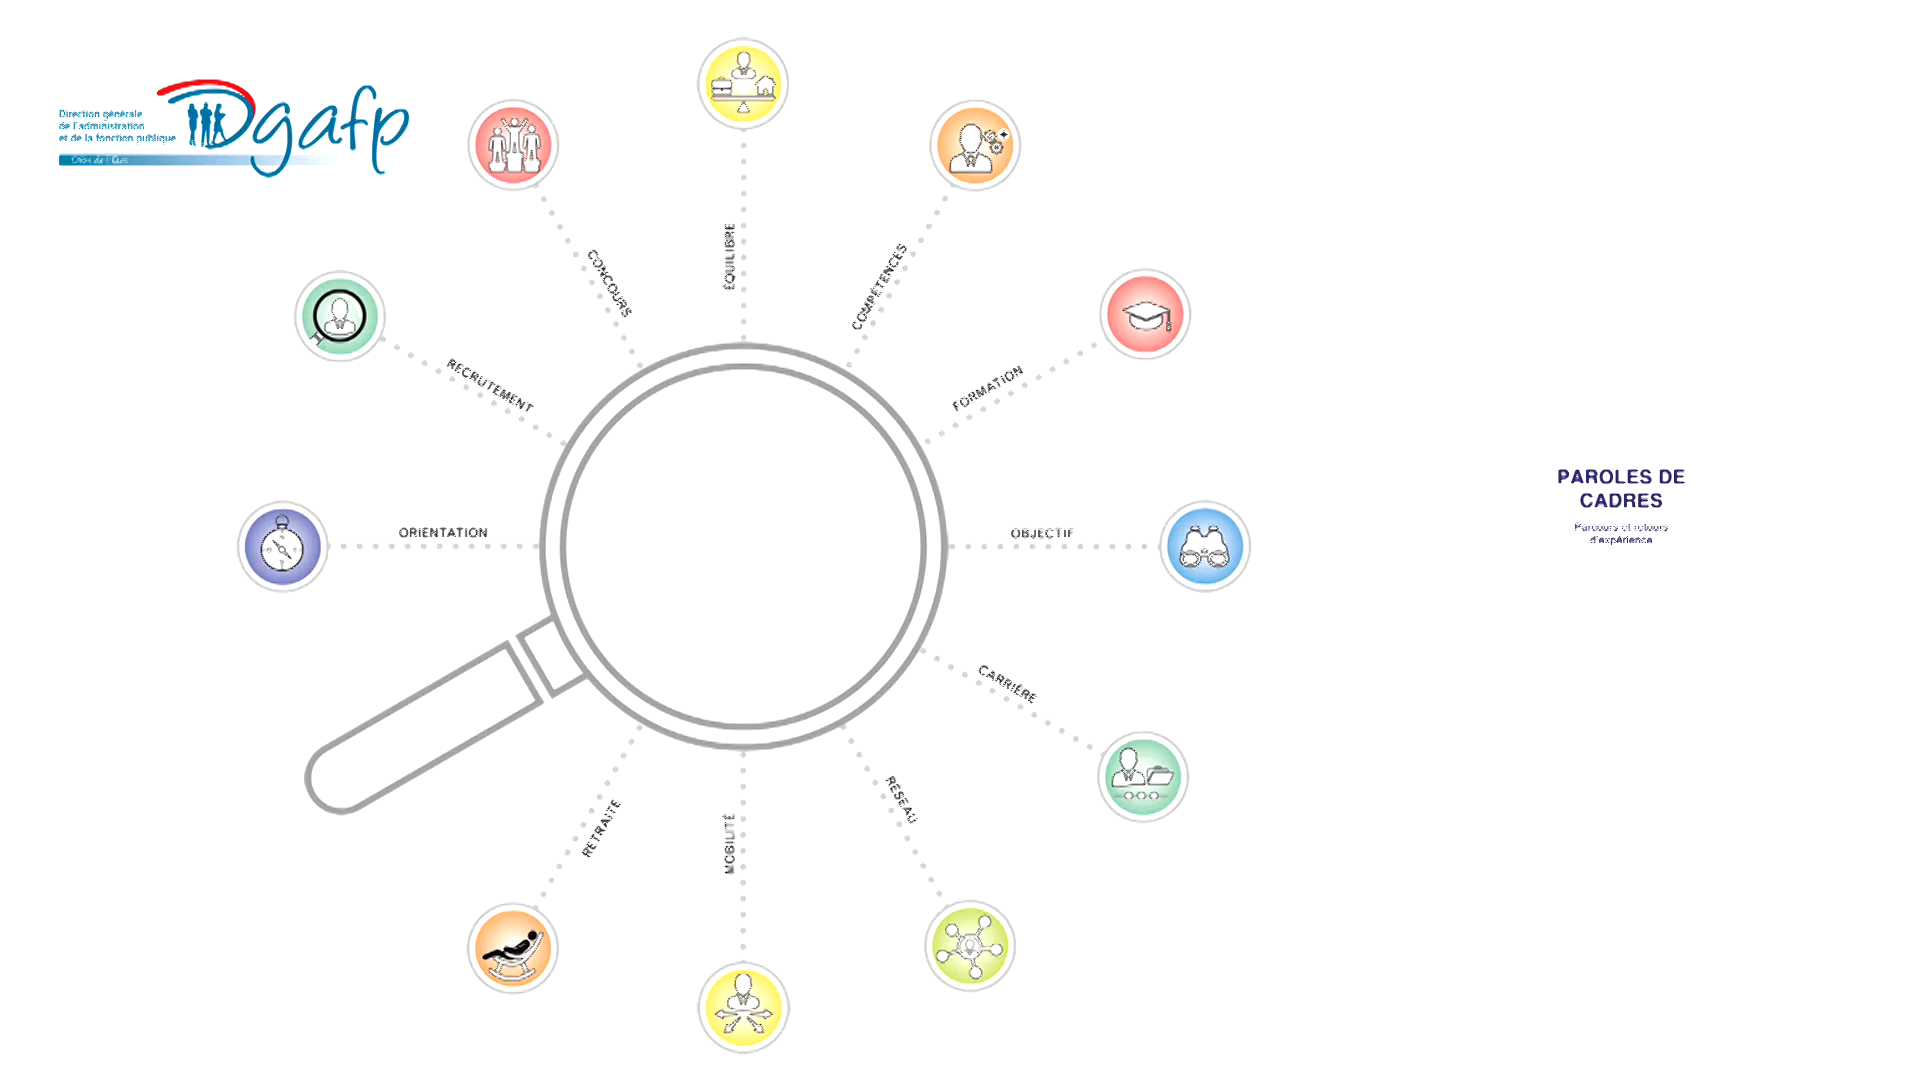 Direction générale
de l'administration
et de la fonction publique
Dgafp
ÉQUILIBRE
CONCOURS
COMPÉTENCES
RECRUTEMENT
FORMATION
ORIENTATION
OBJECTIF
CARRIÈRE
RÉSEAU
RETRAITE
MOBILITÉ
PAROLES DE
CADRES
Parcours et retours
d'expérience